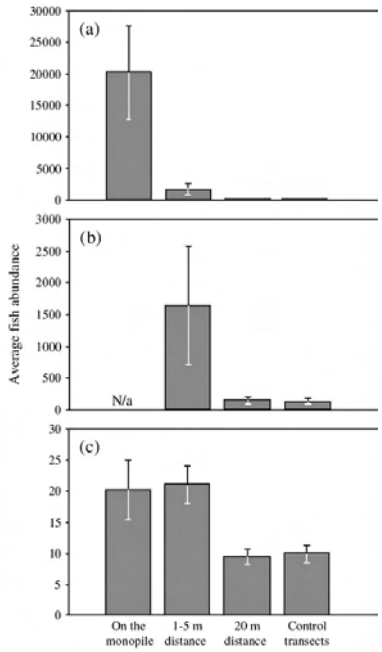 Average fish abundance
(a)
30000
25000
20000
15000
10000
5000
0
(b)
3000
2500
2000
1500
1000
500
0
N/a
(c)
30
25
20
15
10
5
0
On the monopile
1-5 m distance
20 m distance
Control transects